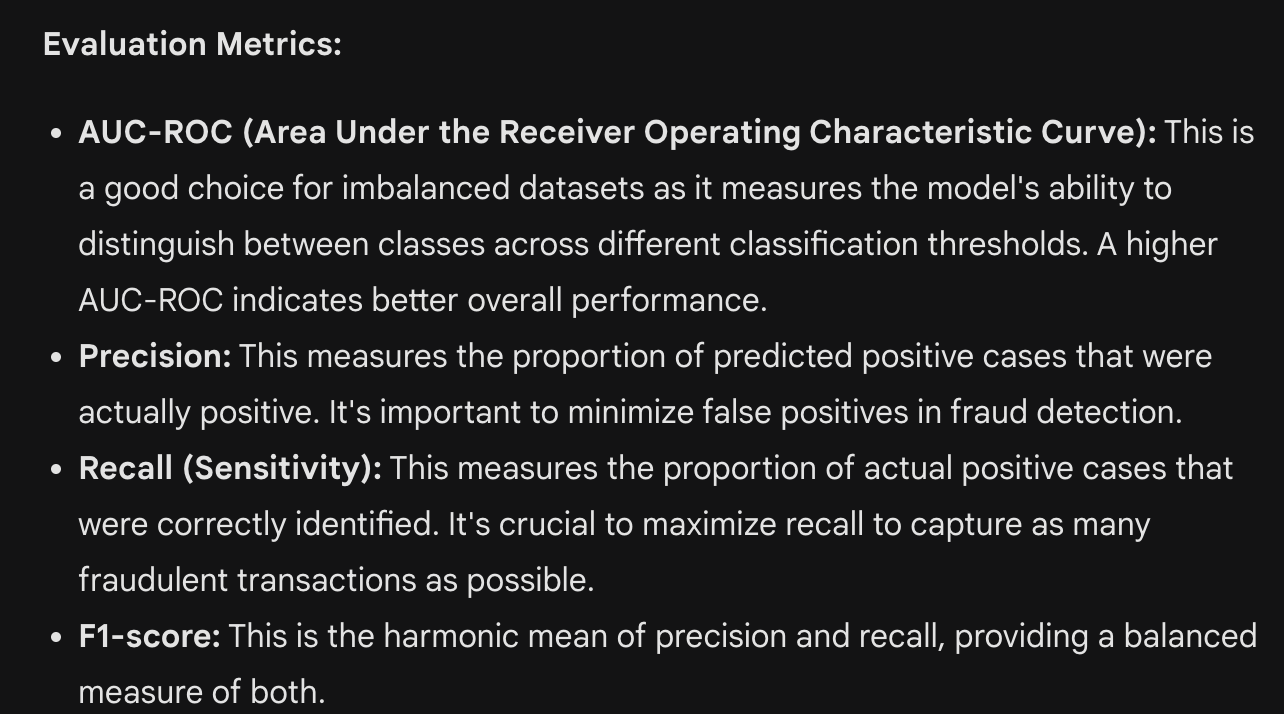 Evaluation Metrics:
• AUC-ROC (Area Under the Receiver Operating Characteristic Curve): This is
a good choice for imbalanced datasets as it measures the model's ability to
distinguish between classes across different classification thresholds. A higher
AUC-ROC indicates better overall performance.
• Precision: This measures the proportion of predicted positive cases that were
actually positive. It's important to minimize false positives in fraud detection.
• Recall (Sensitivity): This measures the proportion of actual positive cases that
were correctly identified. It's crucial to maximize recall to capture as many
fraudulent transactions as possible.
• F1-score: This is the harmonic mean of precision and recall, providing a balanced
measure of both.